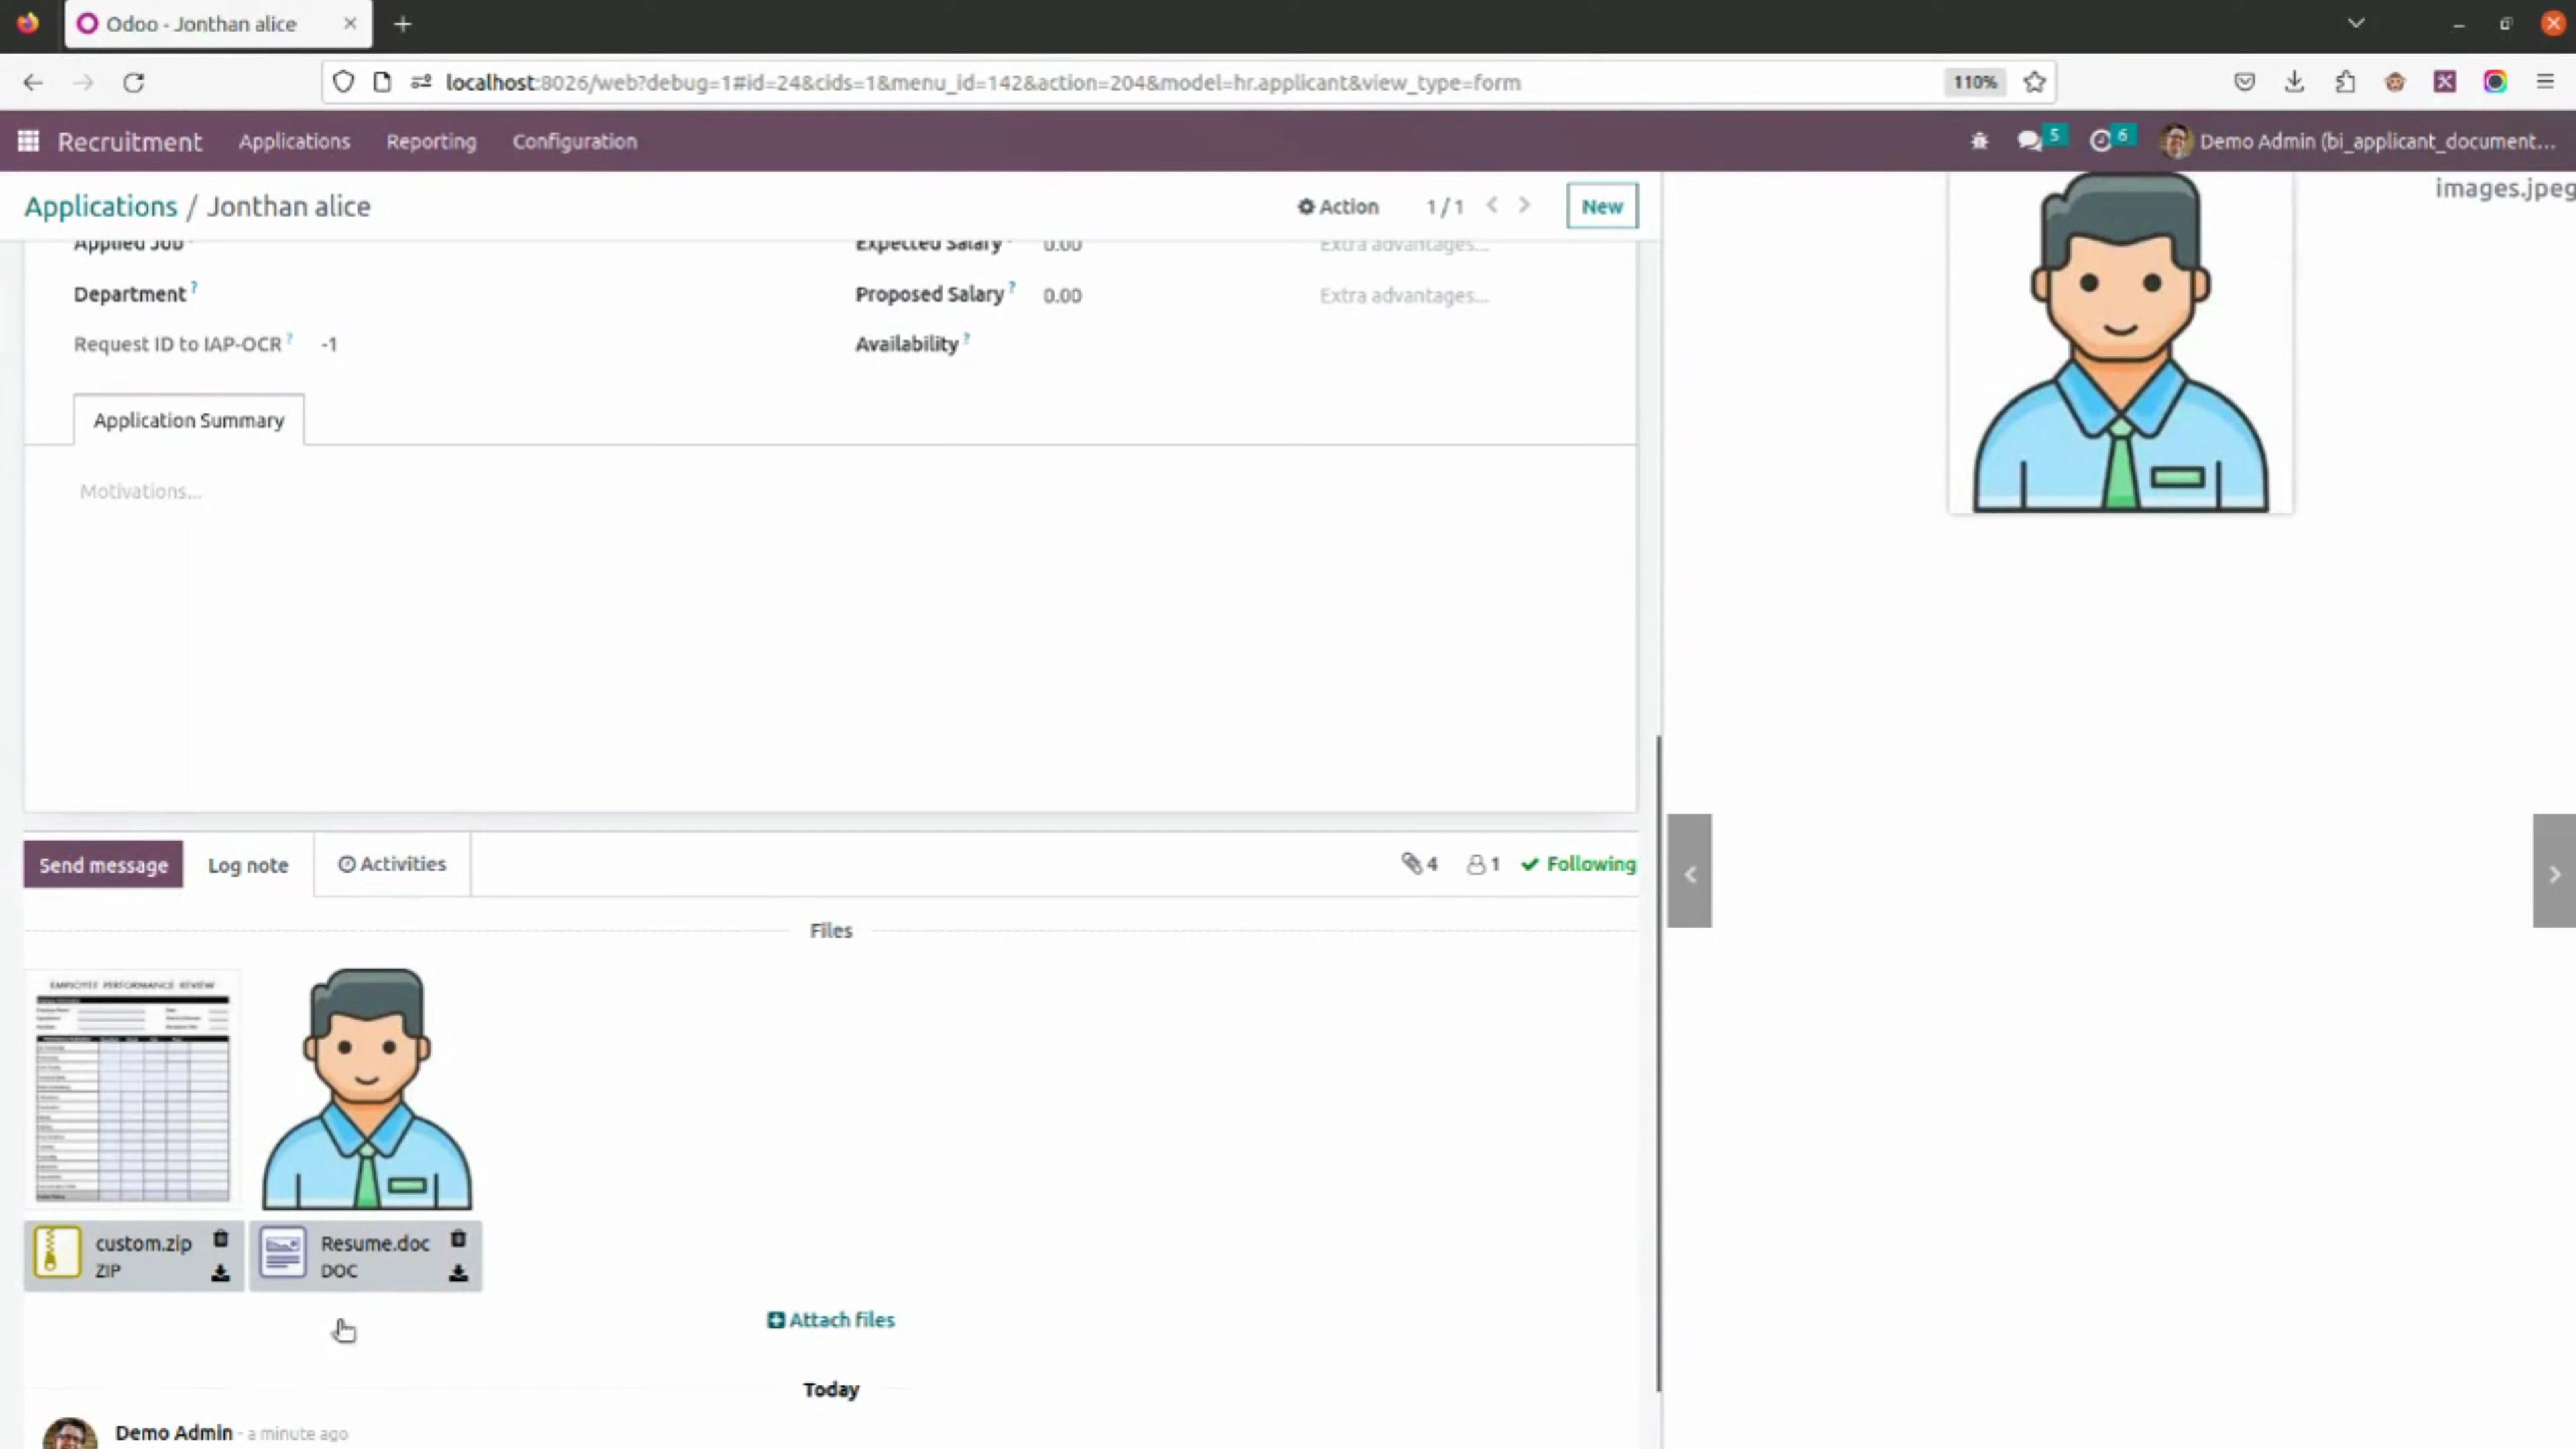 Odoo - Jonthan alice
localhost:8026/web?debug=1#id=24&cids=1&menu_id=142&action=204&model=hr.applicant&view_type=form
110%
Recruitment Applications Reporting Configuration
5 6 Demo Admin (bi_applicant_document...
Applications / Jonthan alice
Action 1 / 1 New
images.jpeg
Applied Job Expected Salary ? 0.00 Extra advantages...
Department ? Proposed Salary ? 0.00 Extra advantages...
Request ID to IAP-OCR ? -1 Availability ?
Application Summary
Motivations...
Send message Log note Activities 4 1 Following
Files
EMPLOYEE PERFORMANCE REVIEW
custom.zip
ZIP
Resume.doc
DOC
Attach files
Today
Demo Admin - a minute ago